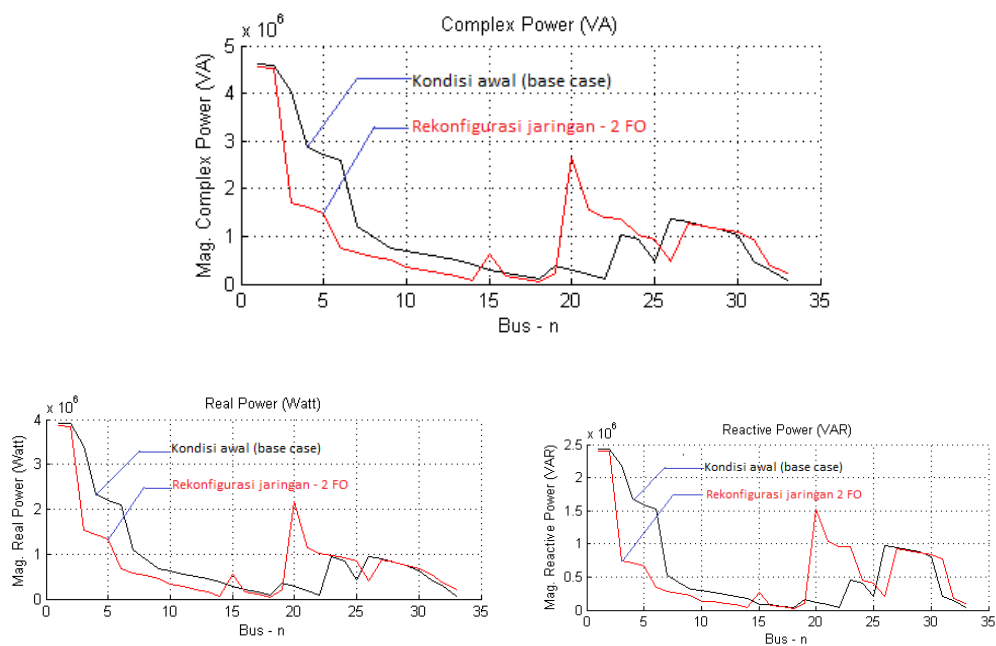 Complex Power (VA)
x 10^6
Mag. Complex Power (VA)
5
4
3
2
1
0
Kondisi awal (base case)
Rekonfigurasi jaringan - 2 FO
0 5 10 15 20 25 30 35
Bus - n
Real Power (Watt)
x 10^6
Mag. Real Power (Watt)
4
3
2
1
0
Kondisi awal (base case)
Rekonfigurasi jaringan - 2 FO
0 5 10 15 20 25 30 35
Bus - n
Reactive Power (VAR)
x 10^6
Mag. Reactive Power (VAR)
2.5
2
1.5
1
0.5
0
Kondisi awal (base case)
Rekonfigurasi jaringan 2 FO
0 5 10 15 20 25 30 35
Bus - n